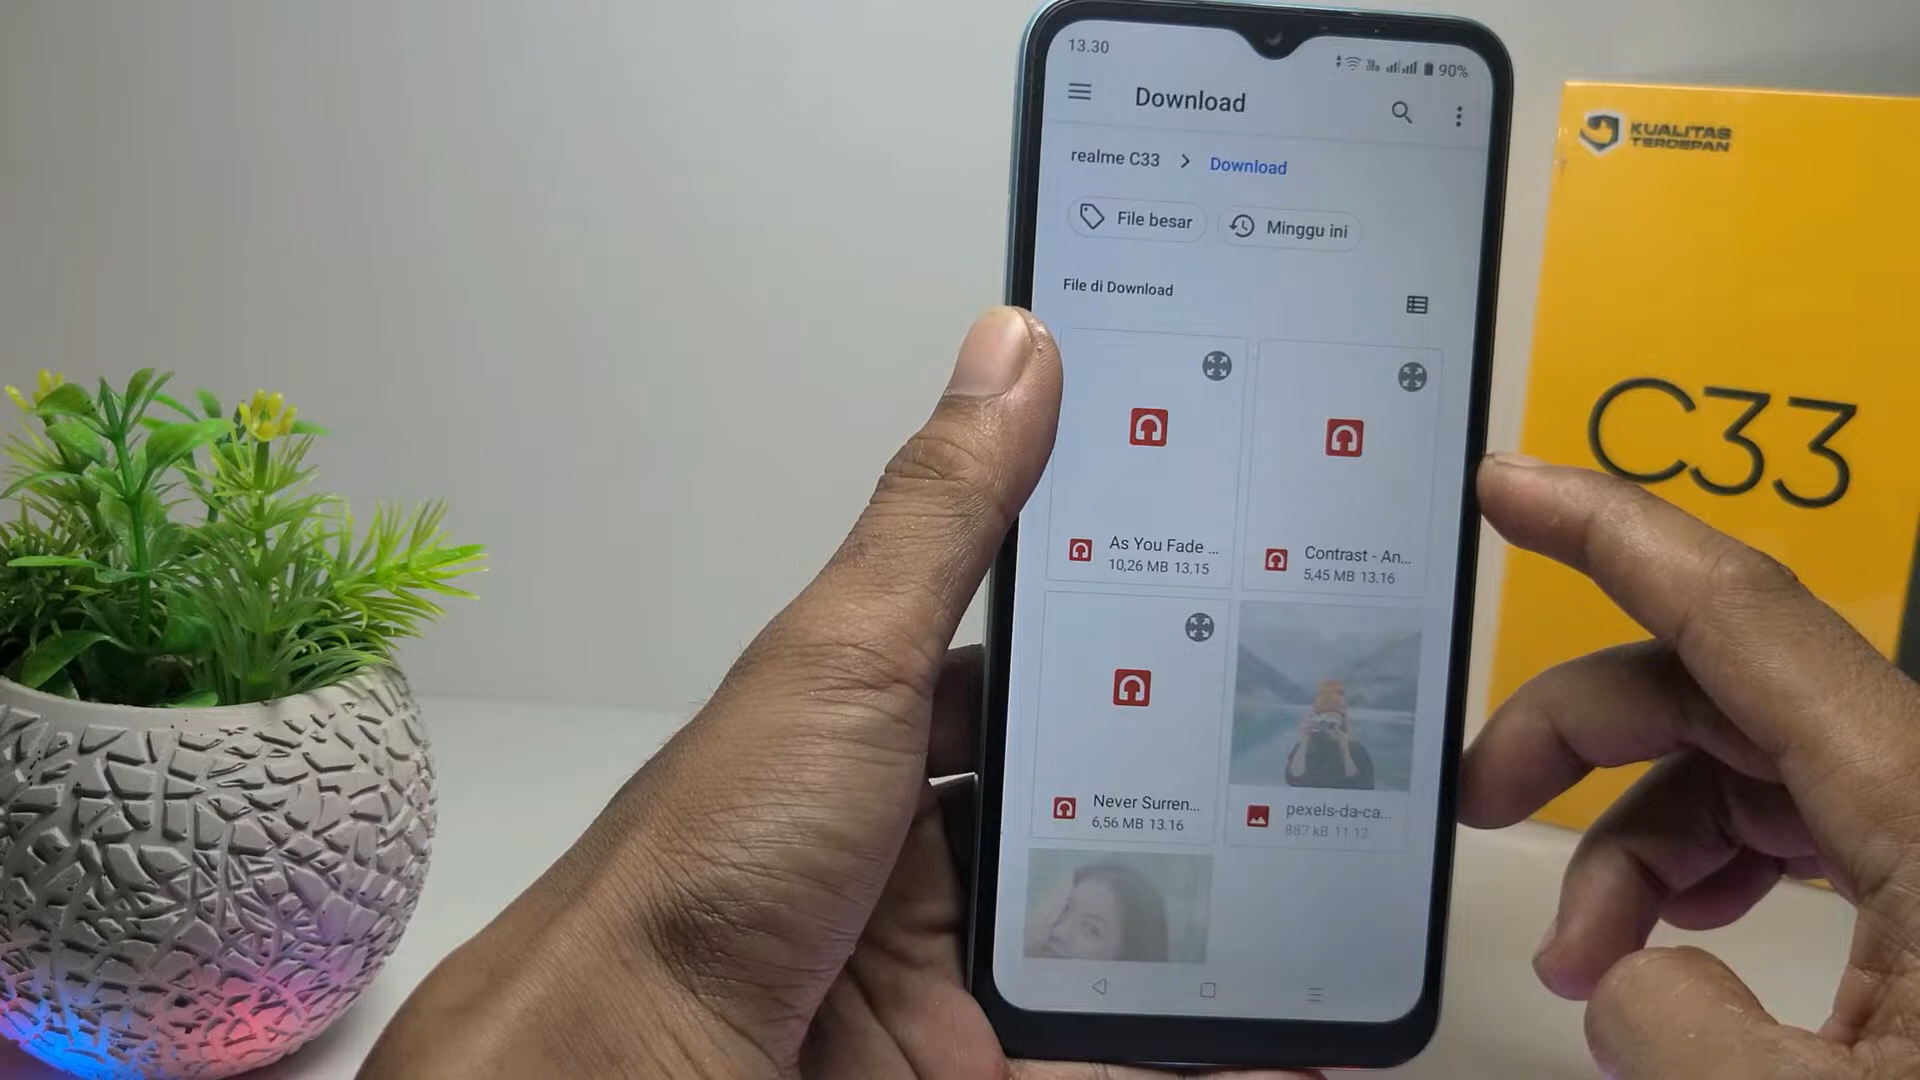 13.30
90%
Download
realme C33 > Download
File besar
Minggu ini
File di Download
As You Fade ...
10,26 MB 13.15
Contrast - An...
5,45 MB 13.16
Never Surren...
6,56 MB 13.16
pexels-da-ca...
887 kB 11.12
KUALITAS
TERDEPAN
C33